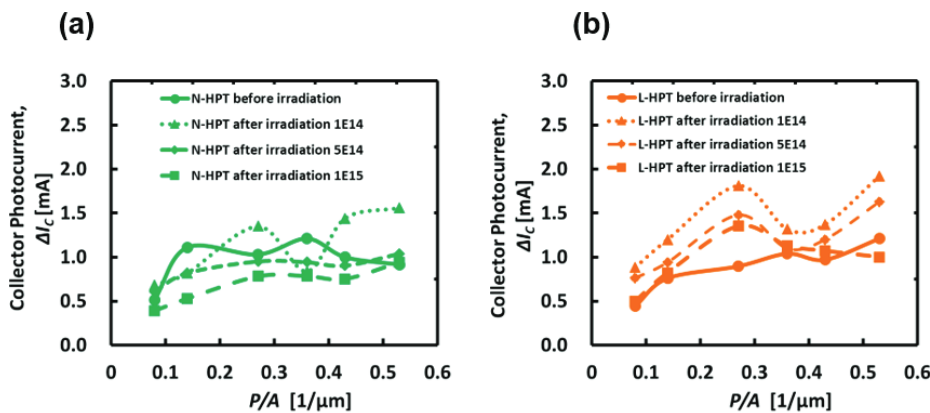 (a)
3.0
2.5
2.0
1.5
1.0
0.5
0.0
Collector Photocurrent,
ΔI_C [mA]
N-HPT before irradiation
N-HPT after irradiation 1E14
N-HPT after irradiation 5E14
N-HPT after irradiation 1E15
0 0.1 0.2 0.3 0.4 0.5 0.6
P/A [1/μm]
(b)
3.0
2.5
2.0
1.5
1.0
0.5
0.0
Collector Photocurrent,
ΔI_C [mA]
L-HPT before irradiation
L-HPT after irradiation 1E14
L-HPT after irradiation 5E14
L-HPT after irradiation 1E15
0 0.1 0.2 0.3 0.4 0.5 0.6
P/A [1/μm]